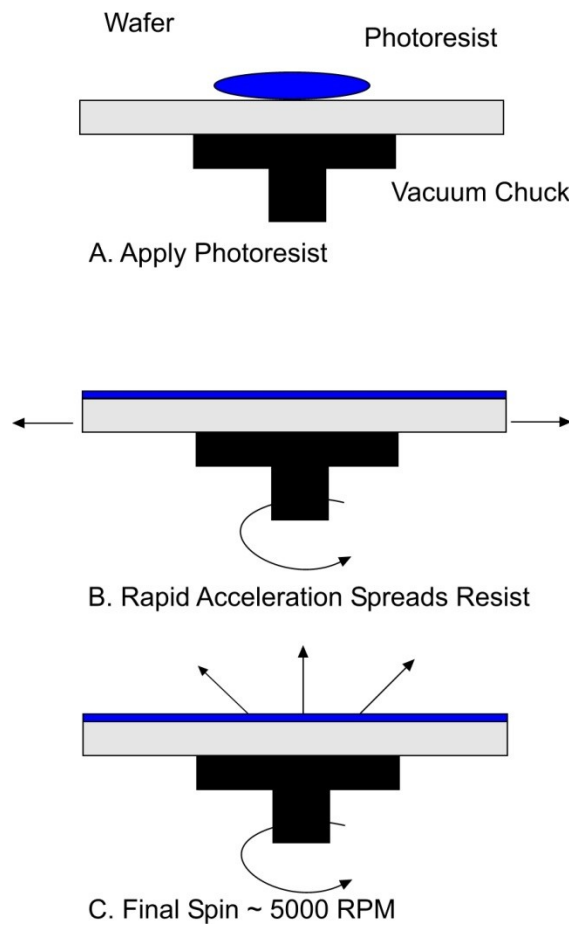 Wafer
Photoresist
Vacuum Chuck
A. Apply Photoresist
B. Rapid Acceleration Spreads Resist
C. Final Spin ~ 5000 RPM